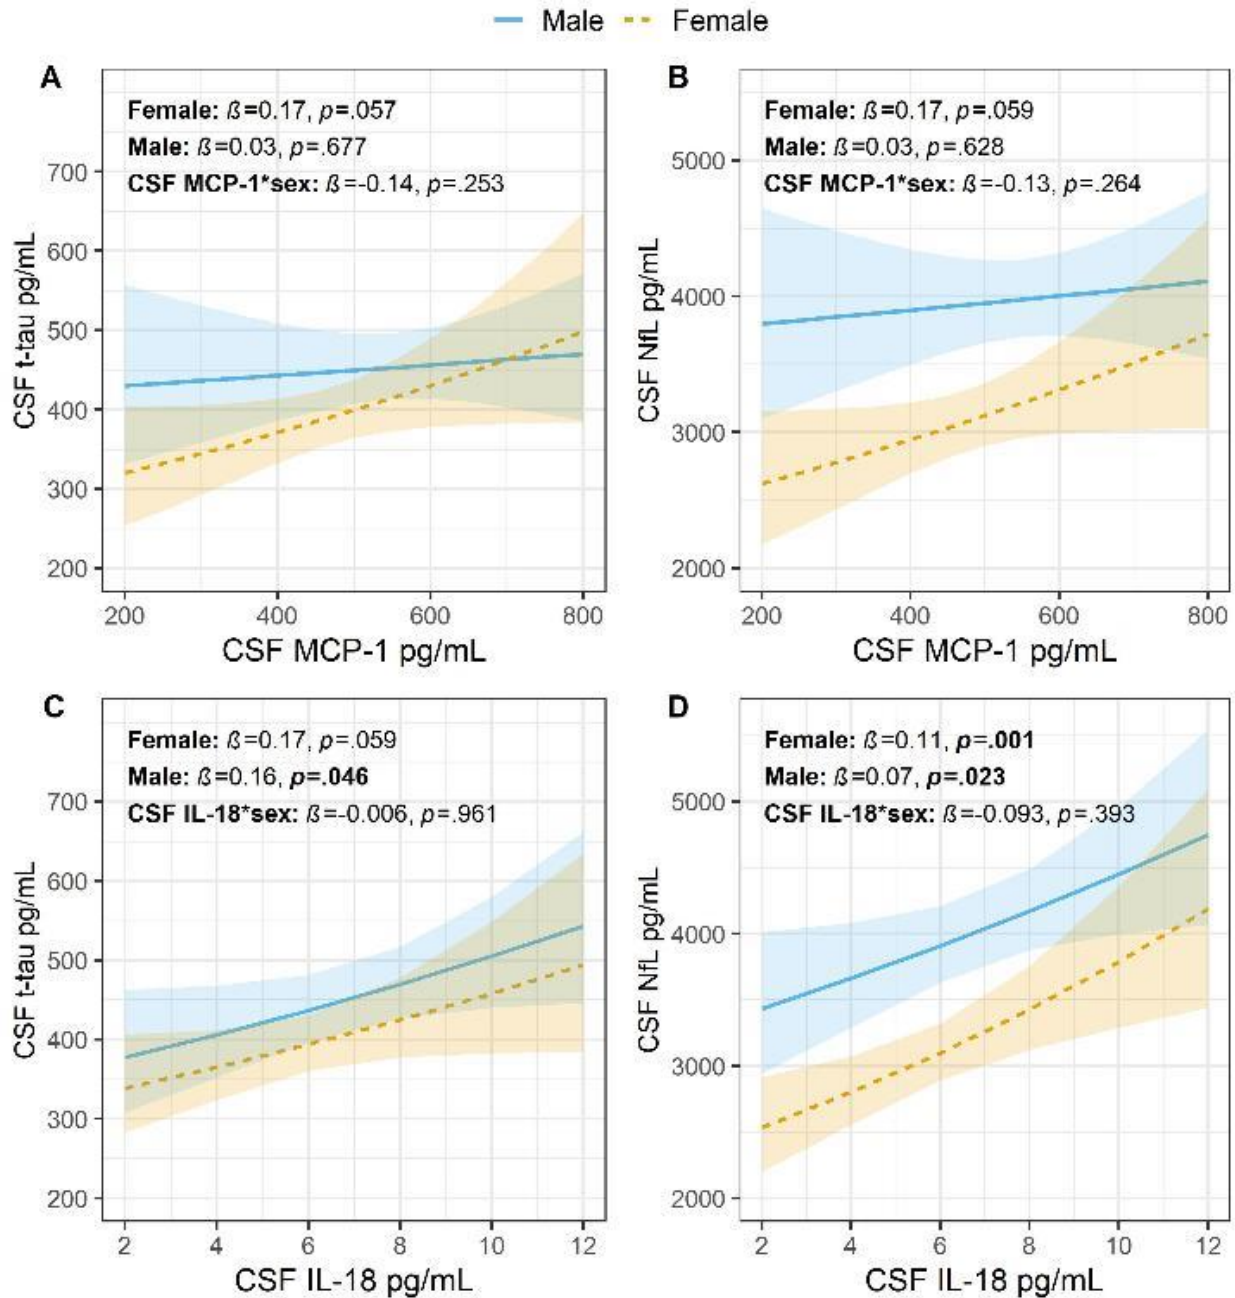 Male Female
A
Female: ß=0.17, p=.057
Male: ß=0.03, p=.677
CSF MCP-1*sex: ß=-0.14, p=.253
700
600
500
400
300
200
CSF t-tau pg/mL
200 400 600 800
CSF MCP-1 pg/mL
B
Female: ß=0.17, p=.059
Male: ß=0.03, p=.628
CSF MCP-1*sex: ß=-0.13, p=.264
5000
4000
3000
2000
CSF NfL pg/mL
200 400 600 800
CSF MCP-1 pg/mL
C
Female: ß=0.17, p=.059
Male: ß=0.16, p=.046
CSF IL-18*sex: ß=-0.006, p=.961
700
600
500
400
300
200
CSF t-tau pg/mL
2 4 6 8 10 12
CSF IL-18 pg/mL
D
Female: ß=0.11, p=.001
Male: ß=0.07, p=.023
CSF IL-18*sex: ß=-0.093, p=.393
5000
4000
3000
2000
CSF NfL pg/mL
2 4 6 8 10 12
CSF IL-18 pg/mL